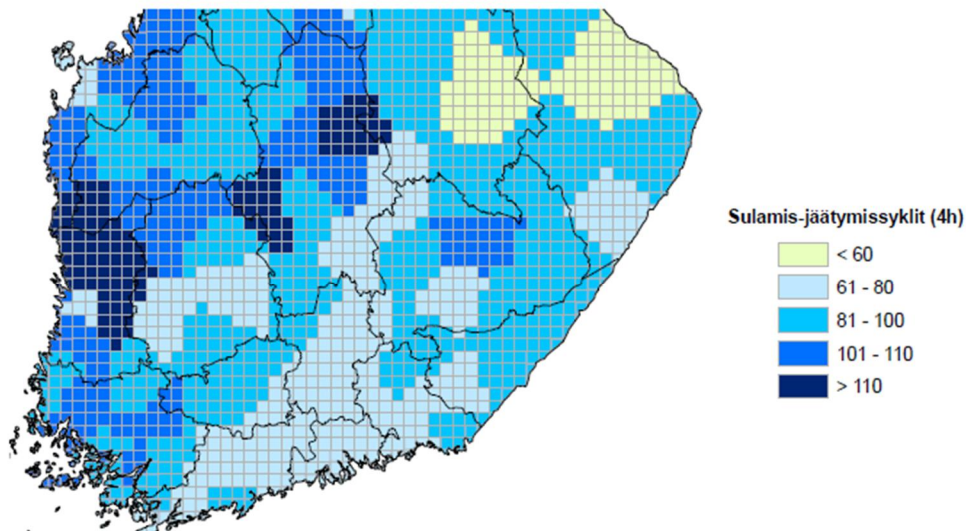 Sulamis-jäätymissyklit (4h)
< 60
61 - 80
81 - 100
101 - 110
> 110